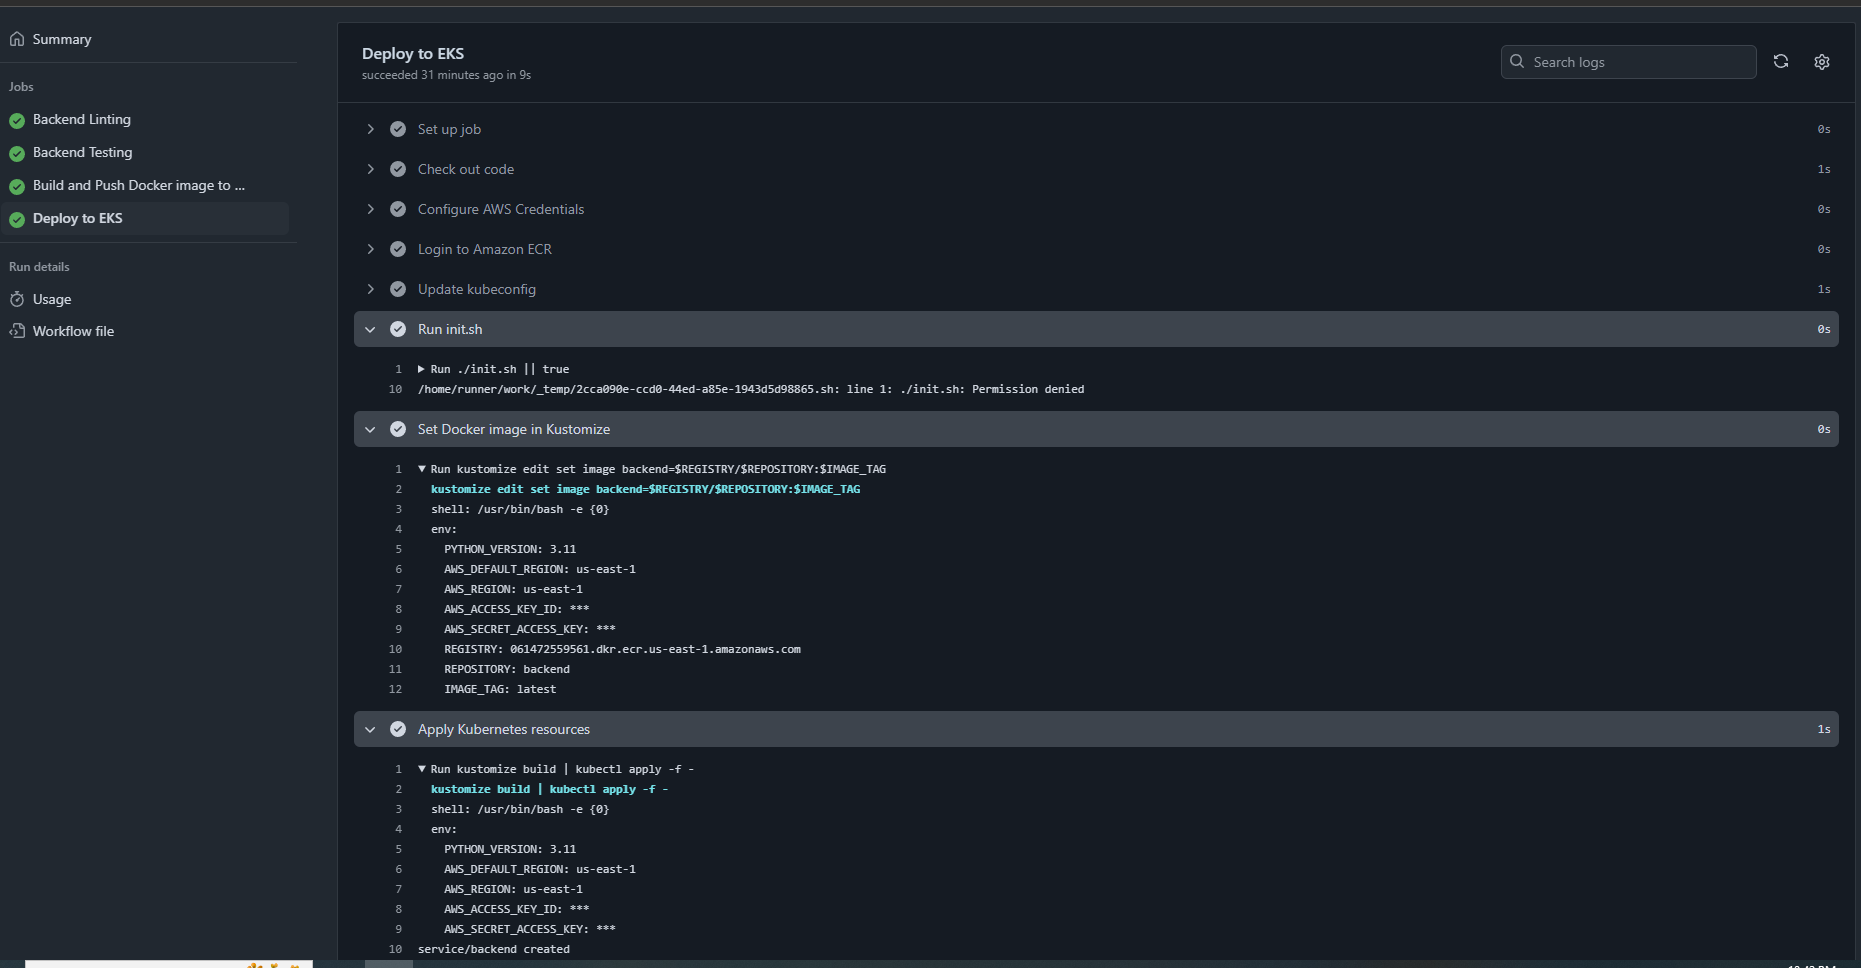 Summary
Jobs
Backend Linting
Backend Testing
Build and Push Docker image to ...
Deploy to EKS
Run details
Usage
Workflow file
Deploy to EKS
succeeded 31 minutes ago in 9s
Search logs
Set up job 0s
Check out code 1s
Configure AWS Credentials 0s
Login to Amazon ECR 0s
Update kubeconfig 1s
Run init.sh 0s
1 Run ./init.sh || true
10 /home/runner/work/_temp/2cca090e-ccd0-44ed-a85e-1943d5d98865.sh: line 1: ./init.sh: Permission denied
Set Docker image in Kustomize 0s
1 Run kustomize edit set image backend=$REGISTRY/$REPOSITORY:$IMAGE_TAG
2 kustomize edit set image backend=$REGISTRY/$REPOSITORY:$IMAGE_TAG
3 shell: /usr/bin/bash -e {0}
4 env:
5 PYTHON_VERSION: 3.11
6 AWS_DEFAULT_REGION: us-east-1
7 AWS_REGION: us-east-1
8 AWS_ACCESS_KEY_ID: ***
9 AWS_SECRET_ACCESS_KEY: ***
10 REGISTRY: 061472559561.dkr.ecr.us-east-1.amazonaws.com
11 REPOSITORY: backend
12 IMAGE_TAG: latest
Apply Kubernetes resources 1s
1 Run kustomize build | kubectl apply -f -
2 kustomize build | kubectl apply -f -
3 shell: /usr/bin/bash -e {0}
4 env:
5 PYTHON_VERSION: 3.11
6 AWS_DEFAULT_REGION: us-east-1
7 AWS_REGION: us-east-1
8 AWS_ACCESS_KEY_ID: ***
9 AWS_SECRET_ACCESS_KEY: ***
10 service/backend created